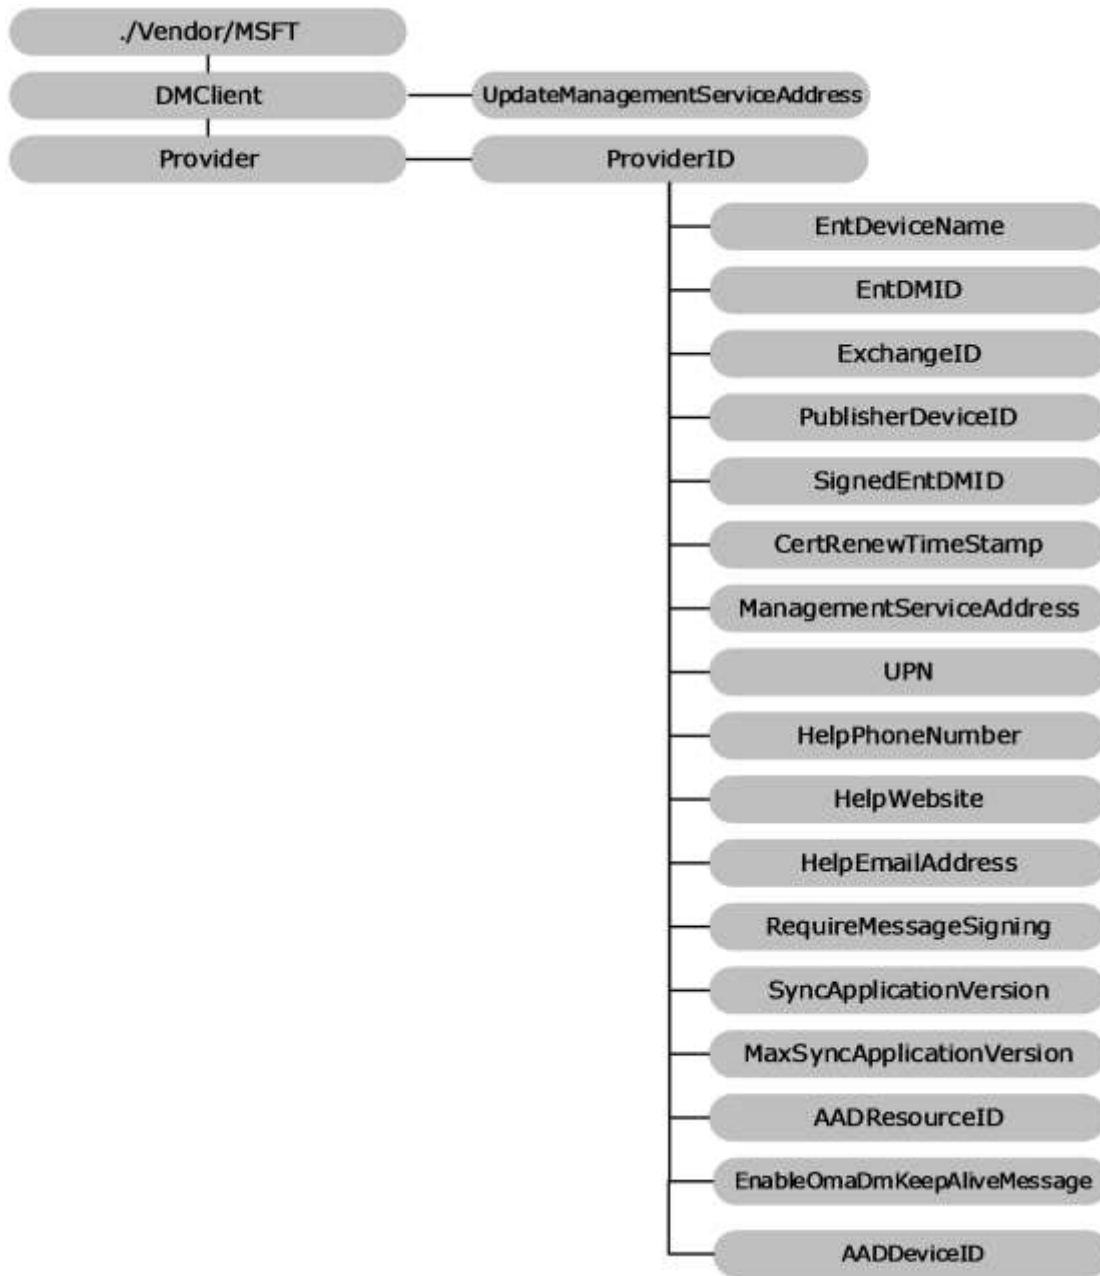 ./Vendor/MSFT
DMClient
UpdateManagementServiceAddress
Provider
ProviderID
EntDeviceName
EntDMID
ExchangeID
PublisherDeviceID
SignedEntDMID
CertRenewTimeStamp
ManagementServiceAddress
UPN
HelpPhoneNumber
HelpWebsite
HelpEmailAddress
RequireMessageSigning
SyncApplicationVersion
MaxSyncApplicationVersion
AADResourceID
EnableOmaDmKeepAliveMessage
AADDeviceID